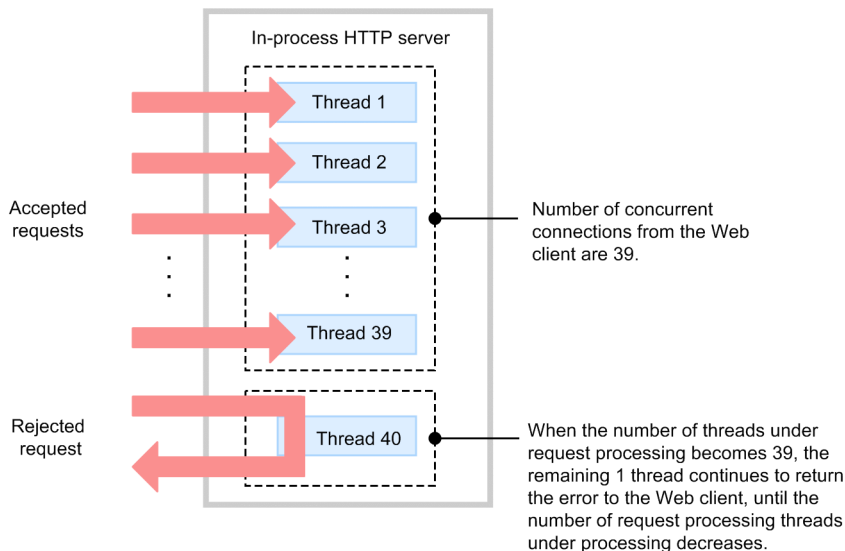 In-process HTTP server
Thread 1
Thread 2
Accepted
requests
Thread 3
Number of concurrent
connections from the Web
client are 39.
Thread 39
Rejected
request
Thread 40
When the number of threads under
request processing becomes 39, the
remaining 1 thread continues to return
the error to the Web client, until the
number of request processing threads
under processing decreases.